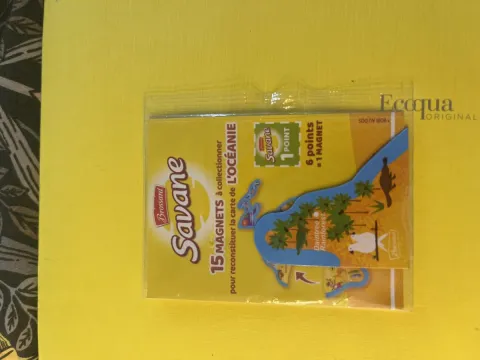 Brossard
Savane
15 MAGNETS à collectionner
pour reconstituer la carte de L'OCÉANIE
Savane
1 POINT
6 points
= 1 MAGNET
Ecoqua
ORIGINAL